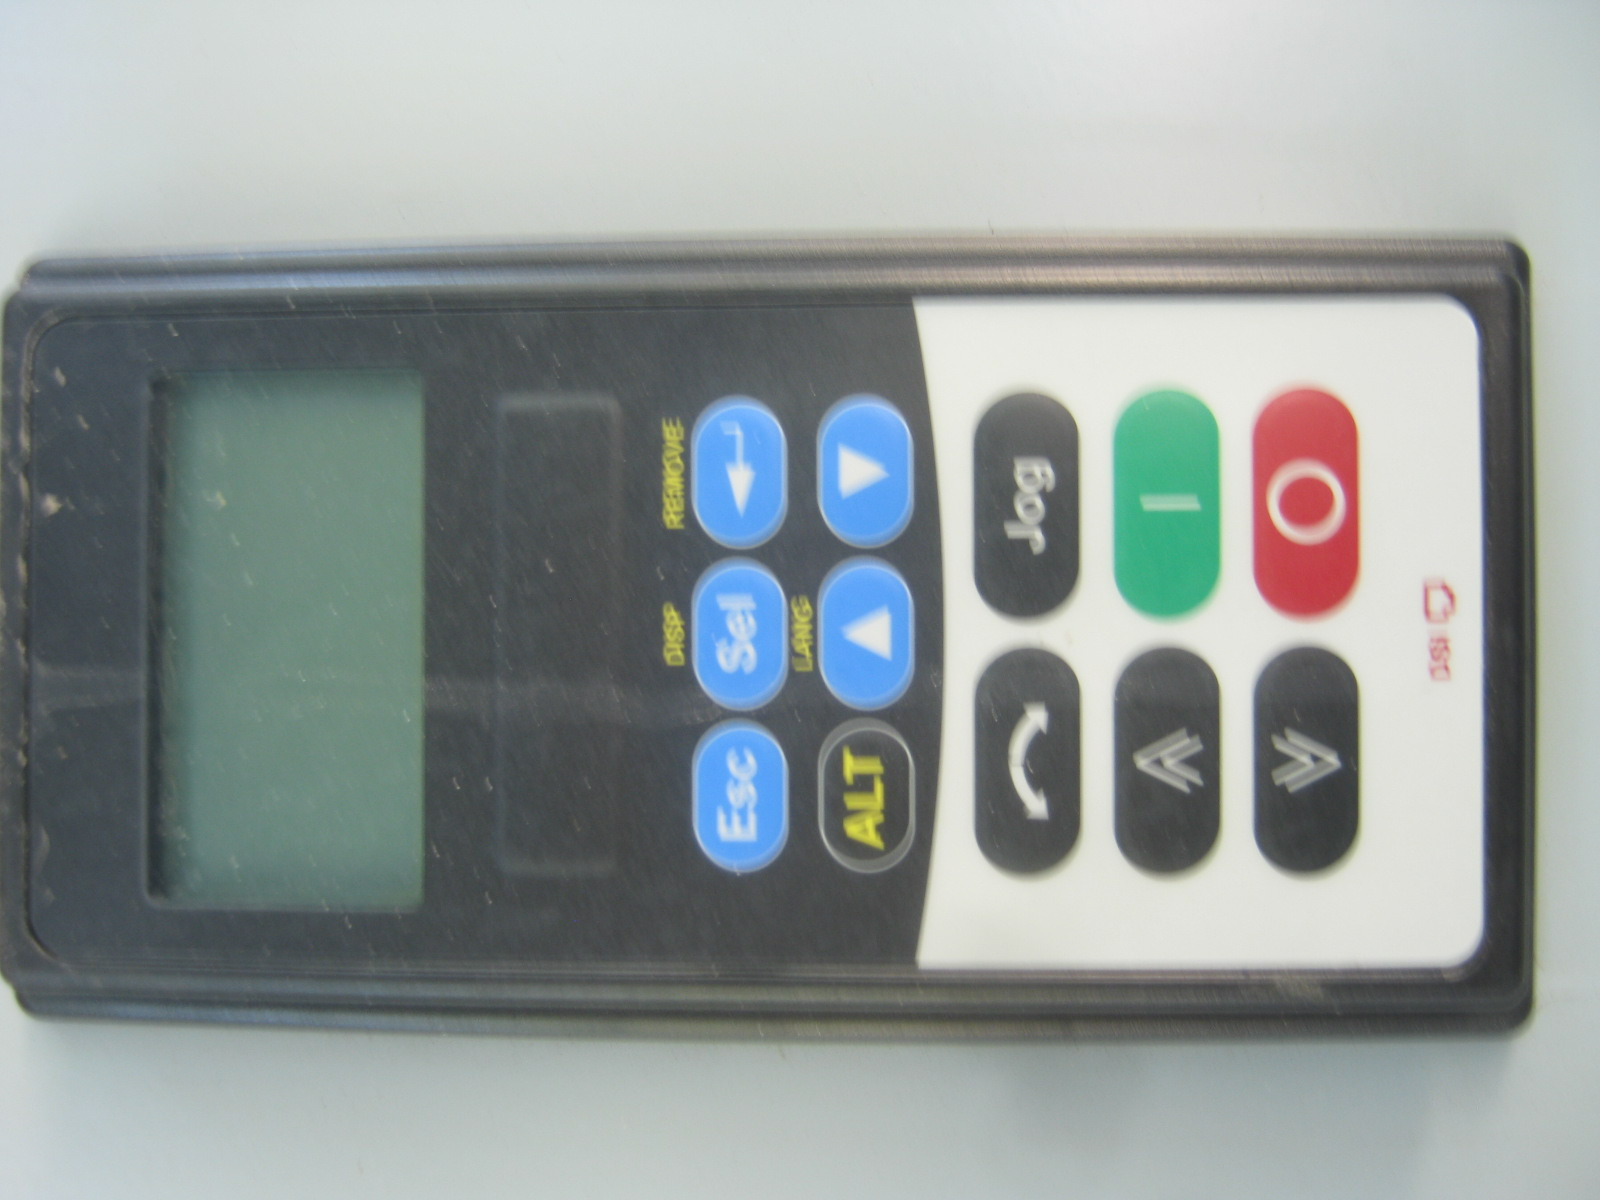 DISP REMOVE
Esc Sel
LANG
ALT
Jog
DSI